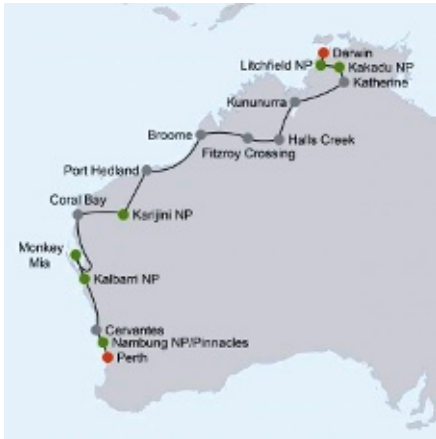 Darwin
Litchfield NP
Kakadu NP
Katherine
Kununurra
Broome
Halls Creek
Fitzroy Crossing
Port Hedland
Coral Bay
Karijini NP
Monkey
Mia
Kalbarri NP
Cervantes
Nambung NP/Pinnacles
Perth